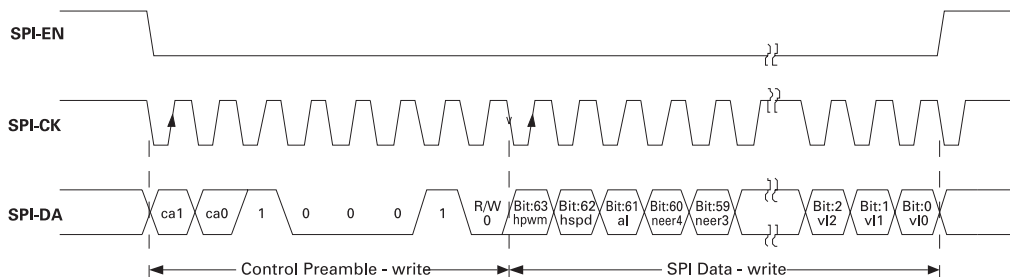 SPI-EN
SPI-CK
v
SPI-DA
ca1 ca0 1 0 0 0 1 R/W 0 Bit:63 hpwm Bit:62 hspd Bit:61 al Bit:60 neer4 Bit:59 neer3 Bit:2 vl2 Bit:1 vl1 Bit:0 vl0
Control Preamble - write SPI Data - write